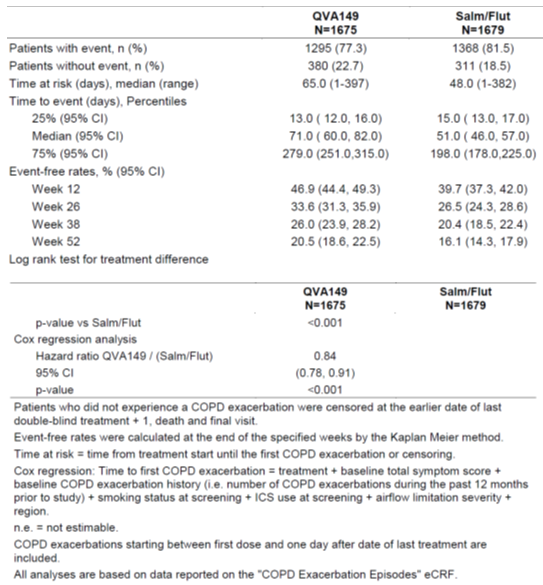 QVA149 Salm/Flut
N=1675 N=1679
Patients with event, n (%) 1295 (77.3) 1368 (81.5)
Patients without event, n (%) 380 (22.7) 311 (18.5)
Time at risk (days), median (range) 65.0 (1-397) 48.0 (1-382)
Time to event (days), Percentiles
25% (95% CI) 13.0 ( 12.0, 16.0) 15.0 ( 13.0, 17.0)
Median (95% CI) 71.0 ( 60.0, 82.0) 51.0 ( 46.0, 57.0)
75% (95% CI) 279.0 (251.0,315.0) 198.0 (178.0,225.0)
Event-free rates, % (95% CI)
Week 12 46.9 (44.4, 49.3) 39.7 (37.3, 42.0)
Week 26 33.6 (31.3, 35.9) 26.5 (24.3, 28.6)
Week 38 26.0 (23.9, 28.2) 20.4 (18.5, 22.4)
Week 52 20.5 (18.6, 22.5) 16.1 (14.3, 17.9)
Log rank test for treatment difference
QVA149 Salm/Flut
N=1675 N=1679
p-value vs Salm/Flut <0.001
Cox regression analysis
Hazard ratio QVA149 / (Salm/Flut) 0.84
95% CI (0.78, 0.91)
p-value <0.001
Patients who did not experience a COPD exacerbation were censored at the earlier date of last
double-blind treatment + 1, death and final visit.
Event-free rates were calculated at the end of the specified weeks by the Kaplan Meier method.
Time at risk = time from treatment start until the first COPD exacerbation or censoring.
Cox regression: Time to first COPD exacerbation = treatment + baseline total symptom score +
baseline COPD exacerbation history (i.e. number of COPD exacerbations during the past 12 months
prior to study) + smoking status at screening + ICS use at screening + airflow limitation severity +
region.
n.e. = not estimable.
COPD exacerbations starting between first dose and one day after date of last treatment are
included.
All analyses are based on data reported on the "COPD Exacerbation Episodes" eCRF.